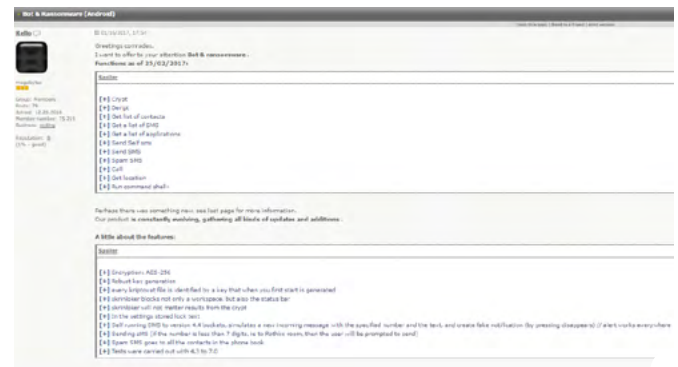 Bot & Ransomware (Android)
Send to e-mail
Greetings comrades.
I want to offer to your attention Bot & ransomware.
Functions as of 25/02/2017:
Spoiler
[+] Crypt
[+] Decript
[+] Get list of contacts
[+] Get a list of SMS
[+] Get a list of applications
[+] Send Self sms
[+] Send SMS
[+] Spam SMS
[+] Call
[+] Get location
[+] Run command shell
Perhaps there was something new, see last page for more information.
Our product is constantly evolving, gathering all kinds of updates and additions.
A little about the features:
Spoiler
[+] Encryption: AES-256
[+] Robust key generation
[+] every kriptovat file is identified by a key that when you first start is generated
[+] skrinloker blocks not only a workspace, but also the status bar
[+] skrinloker will not matter results from the crypt
[+] In the settings stored lock text
[+] Self running SMS to version 4.4 sockets, simulates a new incoming message with the specified number and the text, and create fake notification (by pressing disappears) // alert works everywhere
[+] Sending SMS (if the number is less than 7 digits, ie to room, then the user will be prompted to send)
[+] Spam SMS goes to all the contacts in the phone book
[+] Tests were carried out with 4.1 to 7.0